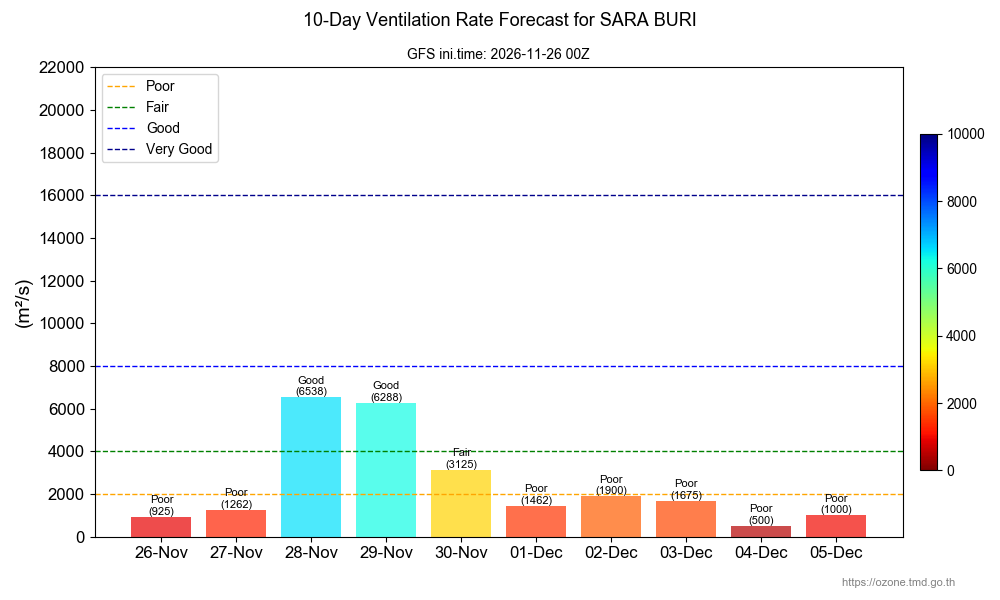 10-Day Ventilation Rate Forecast for SARA BURI
GFS ini.time: 2026-11-26 00Z
(m²/s)
22000
20000
18000
16000
14000
12000
10000
8000
6000
4000
2000
0
Poor
Fair
Good
Very Good
Poor
(925)
Poor
(1262)
Good
(6538)
Good
(6288)
Fair
(3125)
Poor
(1462)
Poor
(1900)
Poor
(1675)
Poor
(500)
Poor
(1000)
26-Nov 27-Nov 28-Nov 29-Nov 30-Nov 01-Dec 02-Dec 03-Dec 04-Dec 05-Dec
10000
8000
6000
4000
2000
0
https://ozone.tmd.go.th